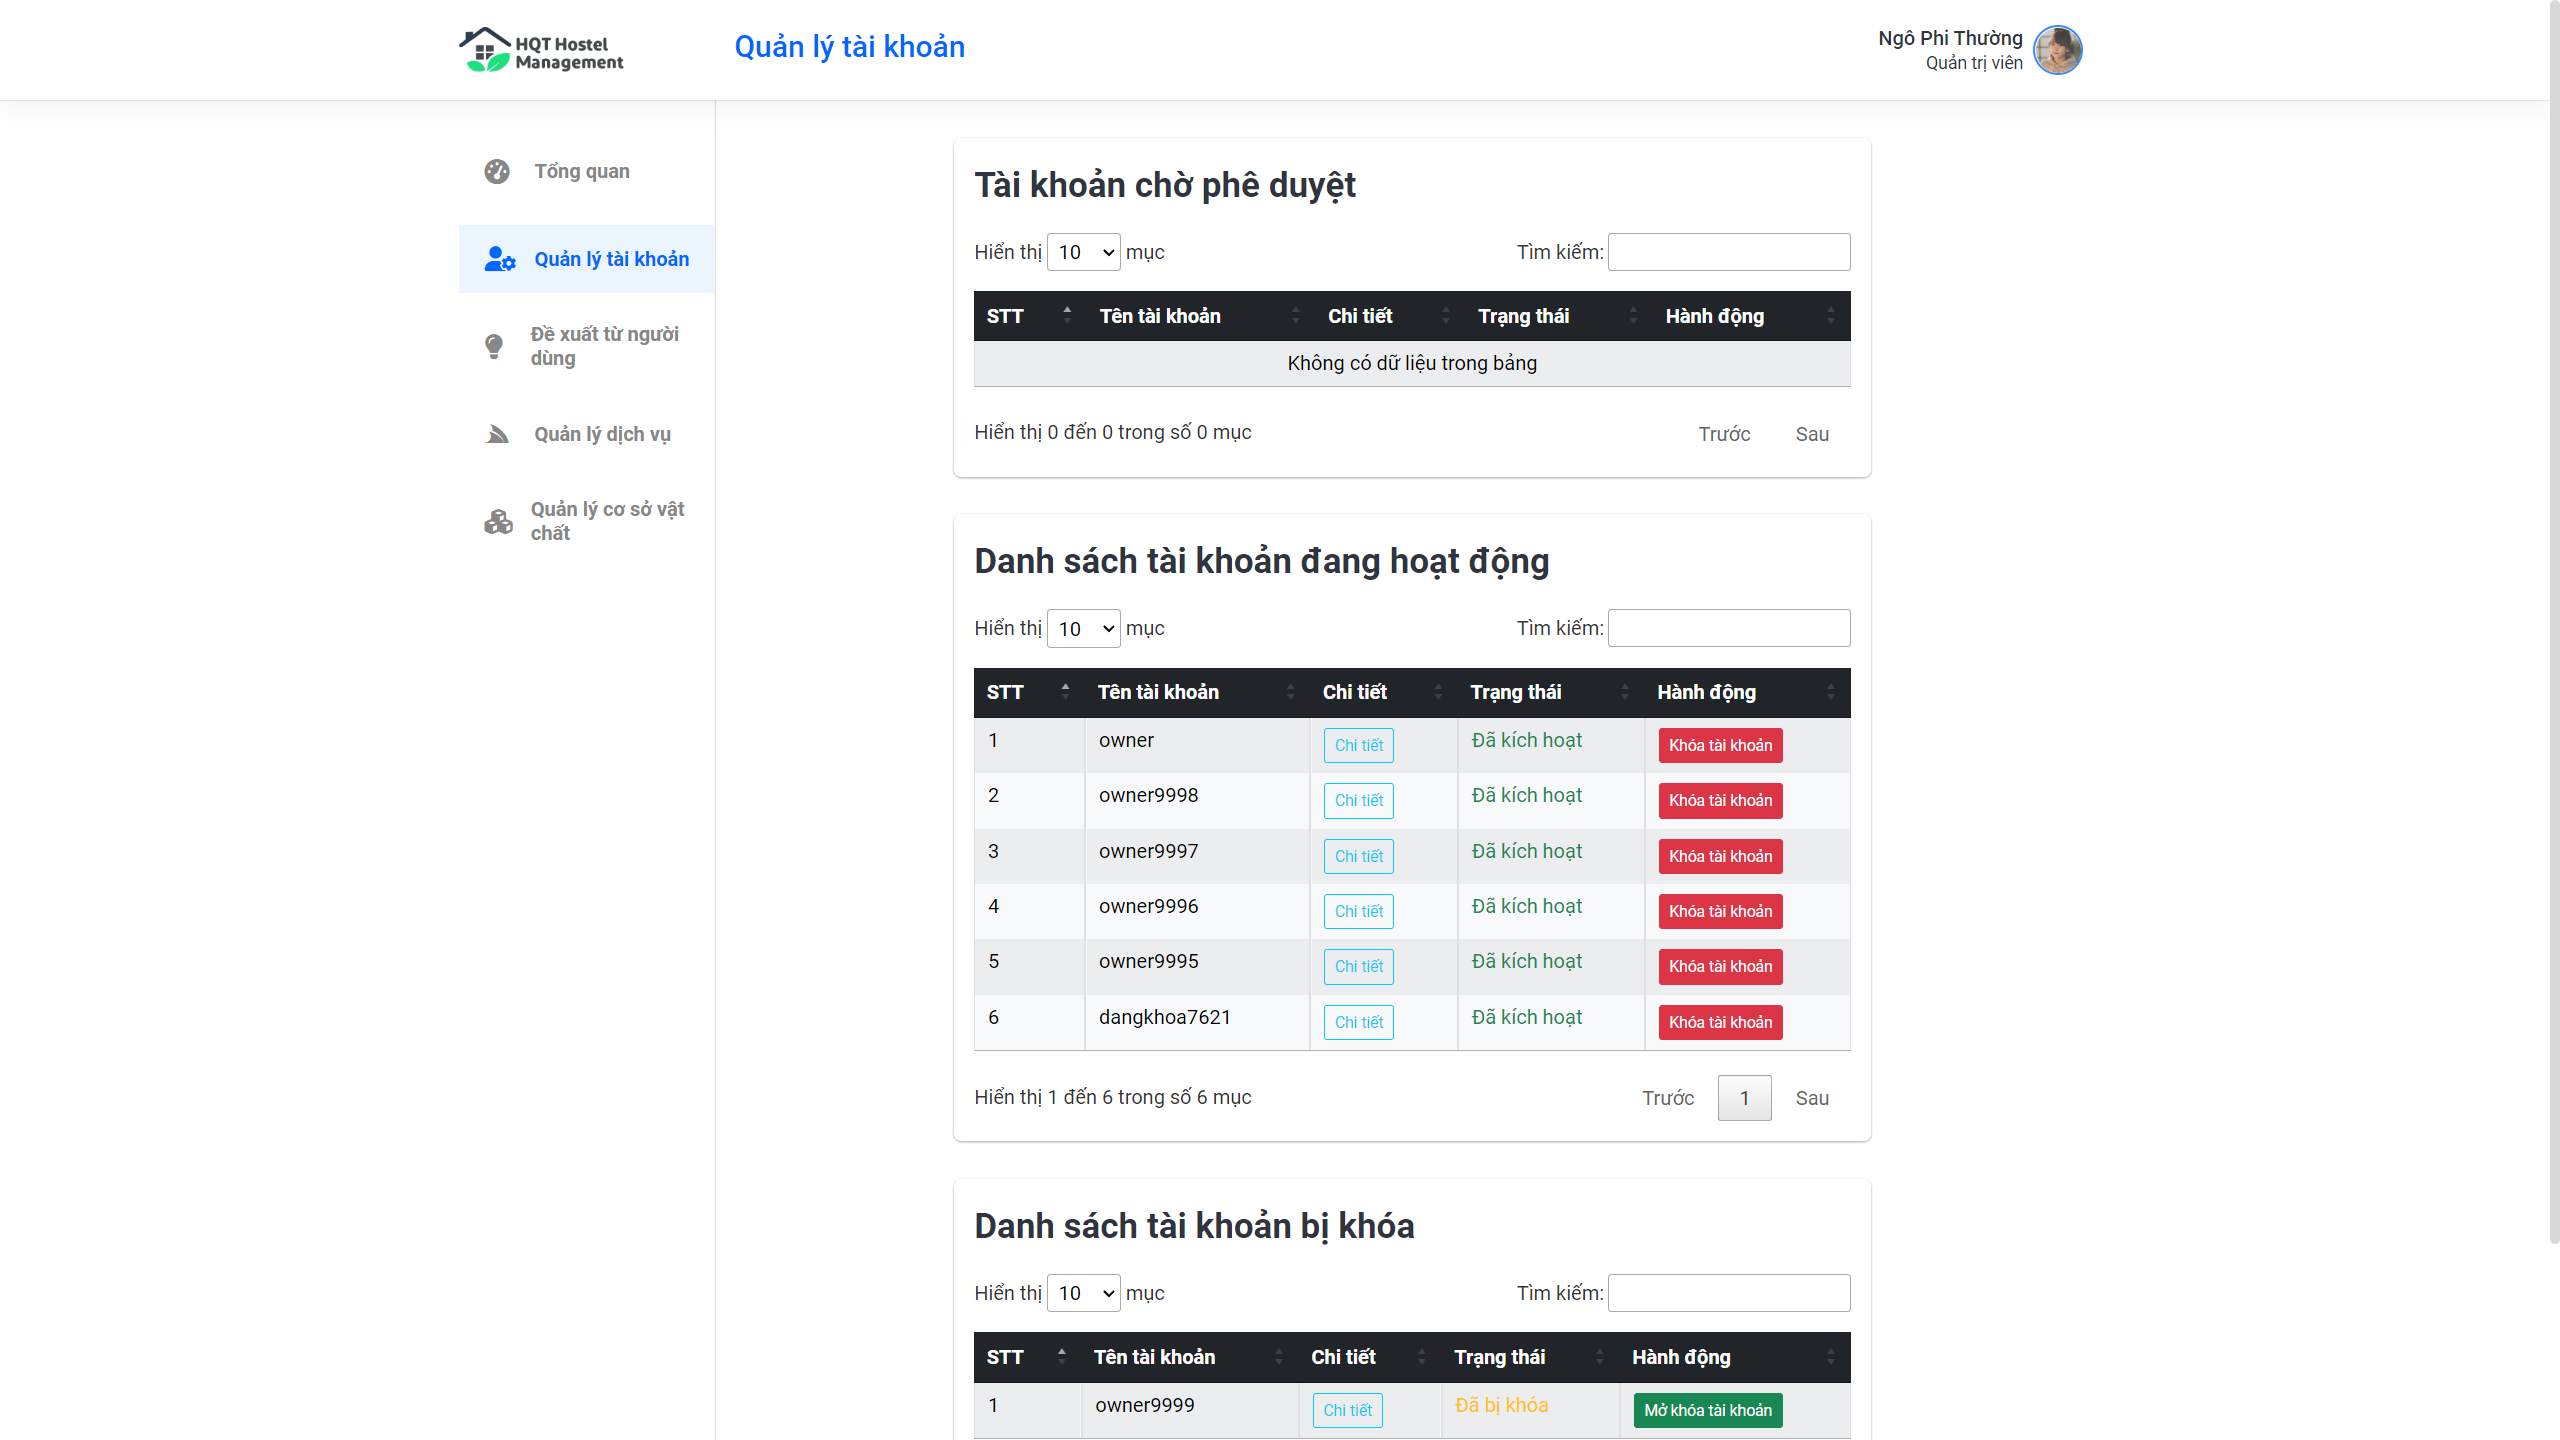 HQT Hostel
Management
Quản lý tài khoản
Ngô Phi Thường
Quản trị viên
Tổng quan
Quản lý tài khoản
Đề xuất từ người
dùng
Quản lý dịch vụ
Quản lý cơ sở vật
chất
Tài khoản chờ phê duyệt
Hiển thị 10 mục Tìm kiếm:
STT Tên tài khoản Chi tiết Trạng thái Hành động
Không có dữ liệu trong bảng
Hiển thị 0 đến 0 trong số 0 mục Trước Sau
Danh sách tài khoản đang hoạt động
Hiển thị 10 mục Tìm kiếm:
STT Tên tài khoản Chi tiết Trạng thái Hành động
1 owner Chi tiết Đã kích hoạt Khóa tài khoản
2 owner9998 Chi tiết Đã kích hoạt Khóa tài khoản
3 owner9997 Chi tiết Đã kích hoạt Khóa tài khoản
4 owner9996 Chi tiết Đã kích hoạt Khóa tài khoản
5 owner9995 Chi tiết Đã kích hoạt Khóa tài khoản
6 dangkhoa7621 Chi tiết Đã kích hoạt Khóa tài khoản
Hiển thị 1 đến 6 trong số 6 mục Trước 1 Sau
Danh sách tài khoản bị khóa
Hiển thị 10 mục Tìm kiếm:
STT Tên tài khoản Chi tiết Trạng thái Hành động
1 owner9999 Chi tiết Đã bị khóa Mở khóa tài khoản